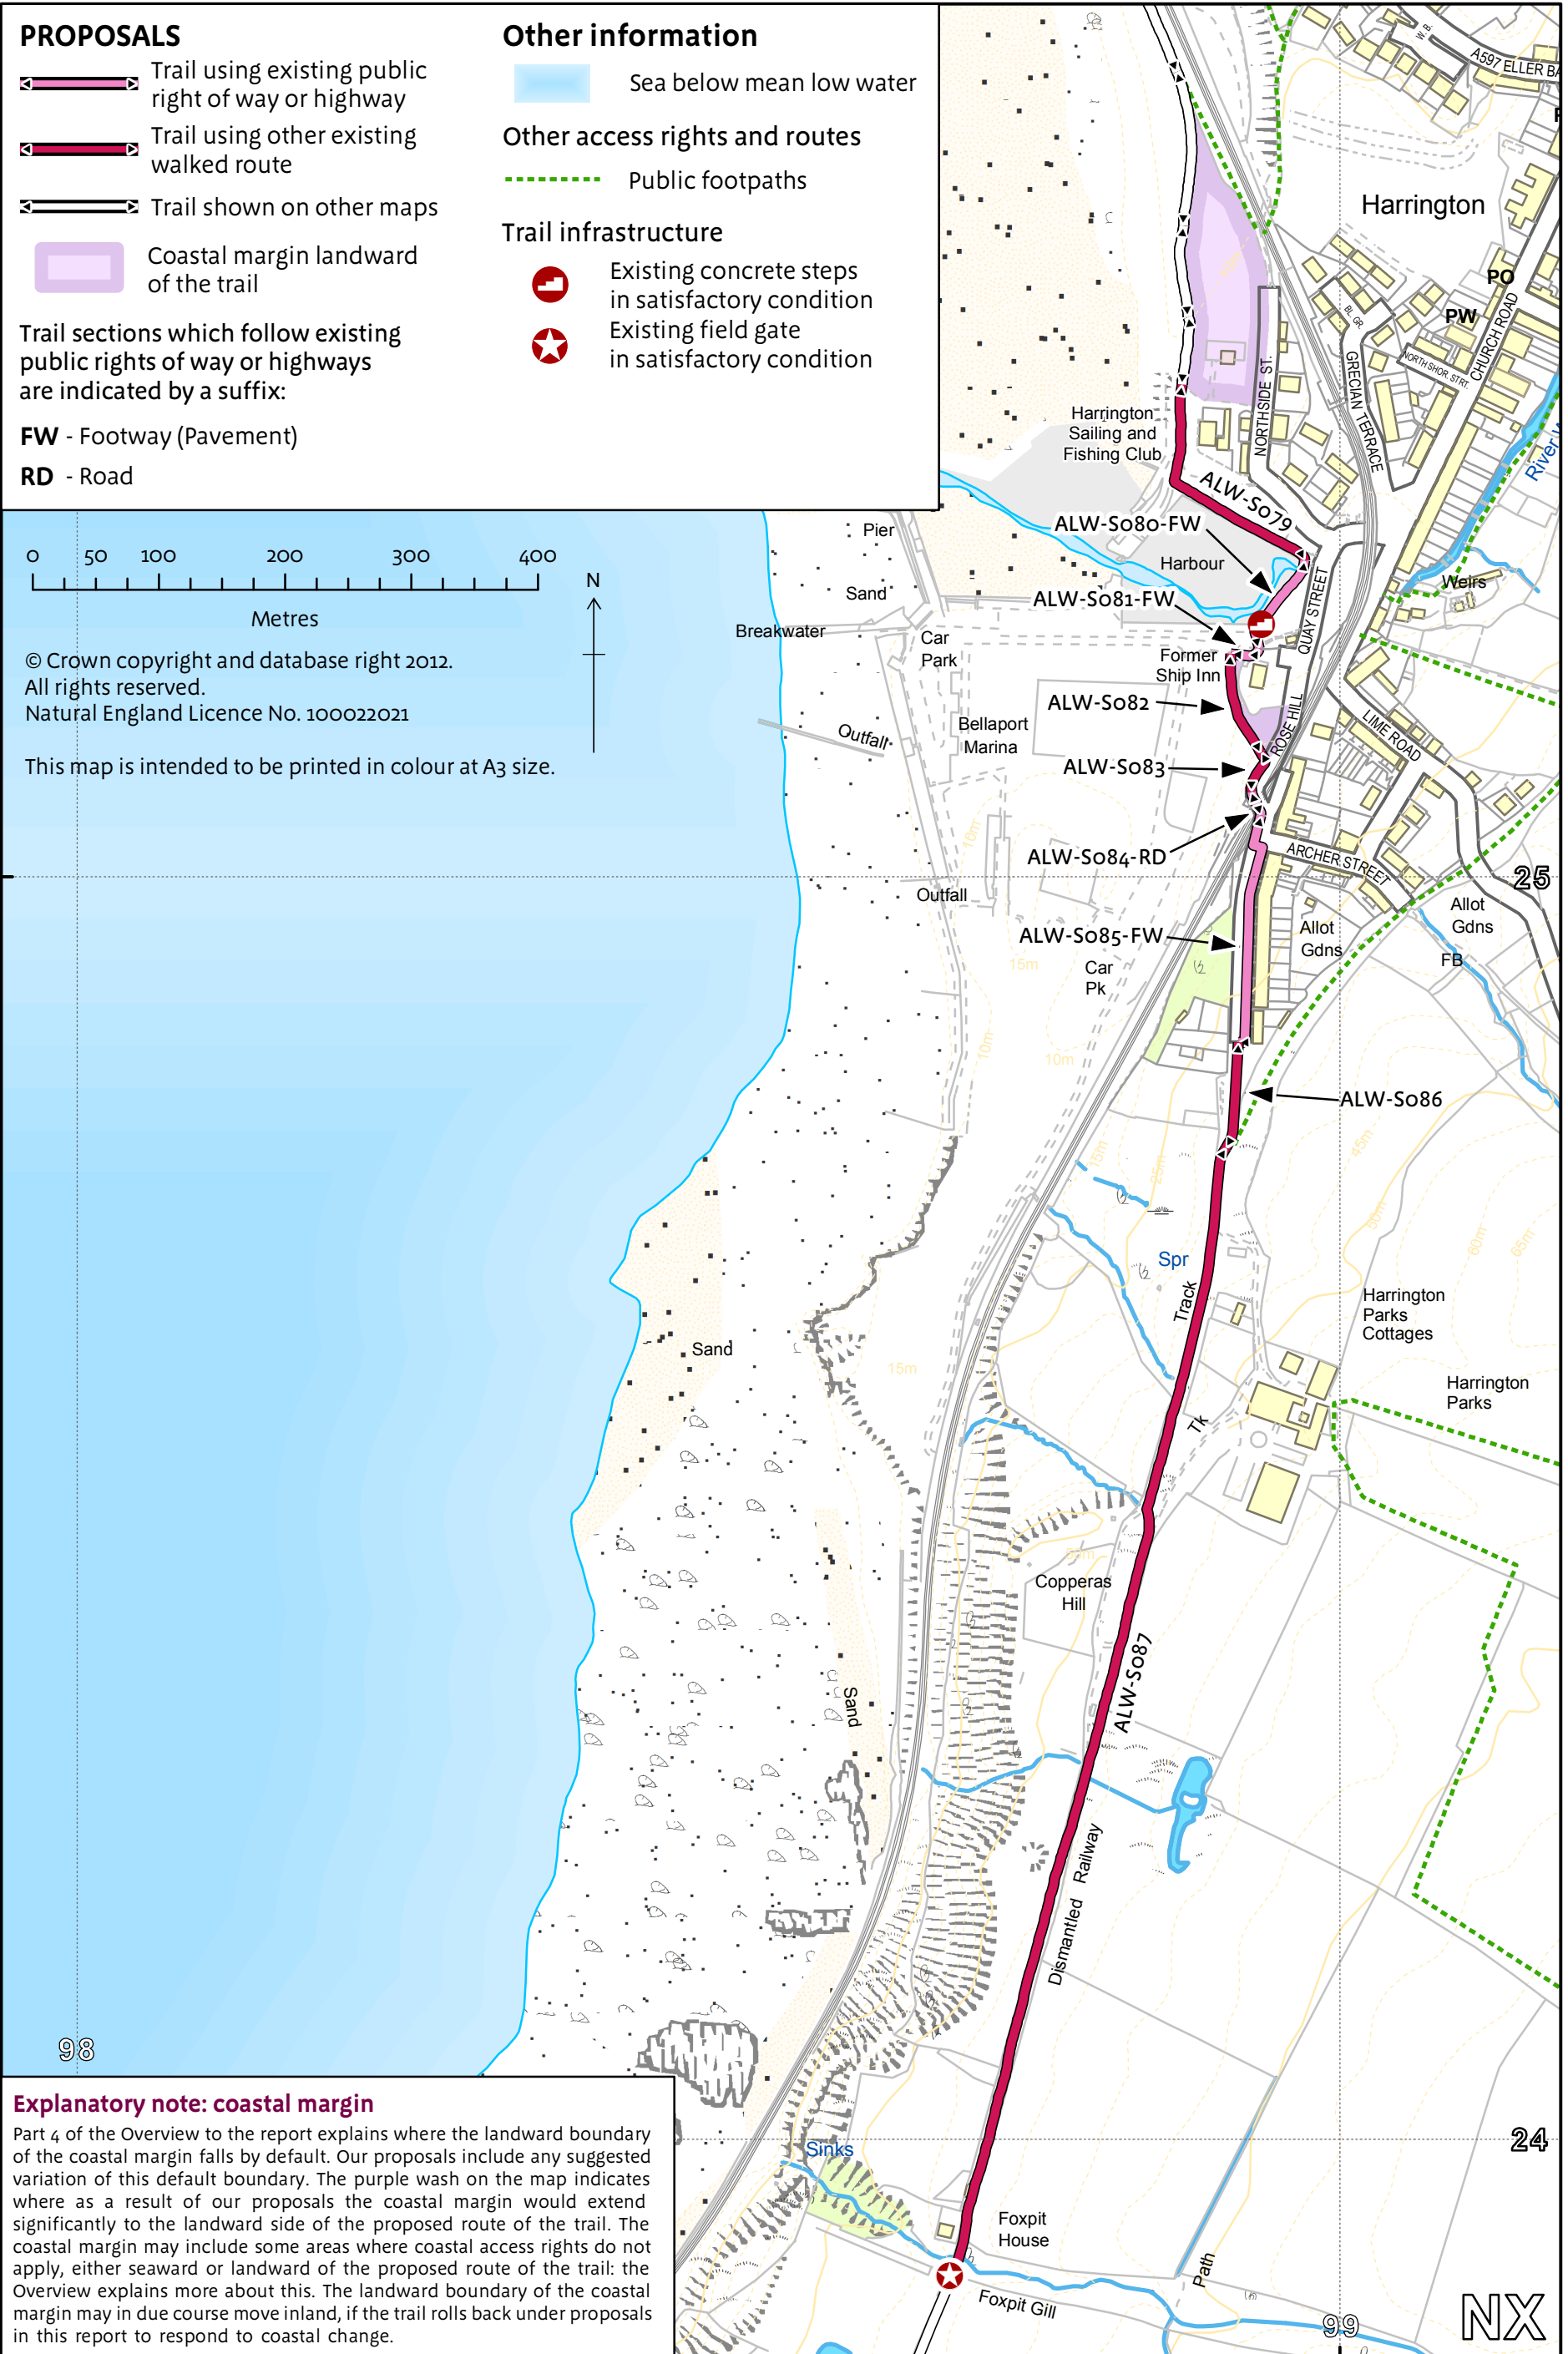 PROPOSALS
Trail using existing public
right of way or highway
Trail using other existing
walked route
Trail shown on other maps
Coastal margin landward
of the trail
Trail sections which follow existing
public rights of way or highways
are indicated by a suffix:
FW - Footway (Pavement)
RD - Road
Other information
Sea below mean low water
Other access rights and routes
Public footpaths
Trail infrastructure
Existing concrete steps
in satisfactory condition
Existing field gate
in satisfactory condition
0 50 100 200 300 400
Metres
N
© Crown copyright and database right 2012.
All rights reserved.
Natural England Licence No. 100022021
This map is intended to be printed in colour at A3 size.
W.B.
A597 ELLER BA
Harrington
PO
PW
BL. GR.
NORTH SHOR. STRT.
CHURCH ROAD
GRECIAN TERRACE
NORTHSIDE ST.
River
Harrington
Sailing and
Fishing Club
ALW-S079
ALW-S080-FW
Pier
Harbour
Weirs
Sand
ALW-S081-FW
QUAY STREET
Breakwater
Car
Park
Former
Ship Inn
ALW-S082
ROSE HILL
LIME ROAD
Outfall
Bellaport
Marina
ALW-S083
10m
ALW-S084-RD
ARCHER STREET
25
Outfall
Allot
Gdns
Allot
Gdns
ALW-S085-FW
FB
15m
Car
Pk
10m
10m
ALW-S086
15m
25m
45m
50m
60m
65m
Spr
Track
Harrington
Parks
Cottages
Sand
15m
Harrington
Parks
Tk
Copperas
Hill
ALW-S087
Sand
Dismantled Railway
98
24
Sinks
Foxpit
House
Foxpit Gill
Path
99
NX
Explanatory note: coastal margin
Part 4 of the Overview to the report explains where the landward boundary
of the coastal margin falls by default. Our proposals include any suggested
variation of this default boundary. The purple wash on the map indicates
where as a result of our proposals the coastal margin would extend
significantly to the landward side of the proposed route of the trail. The
coastal margin may include some areas where coastal access rights do not
apply, either seaward or landward of the proposed route of the trail: the
Overview explains more about this. The landward boundary of the coastal
margin may in due course move inland, if the trail rolls back under proposals
in this report to respond to coastal change.